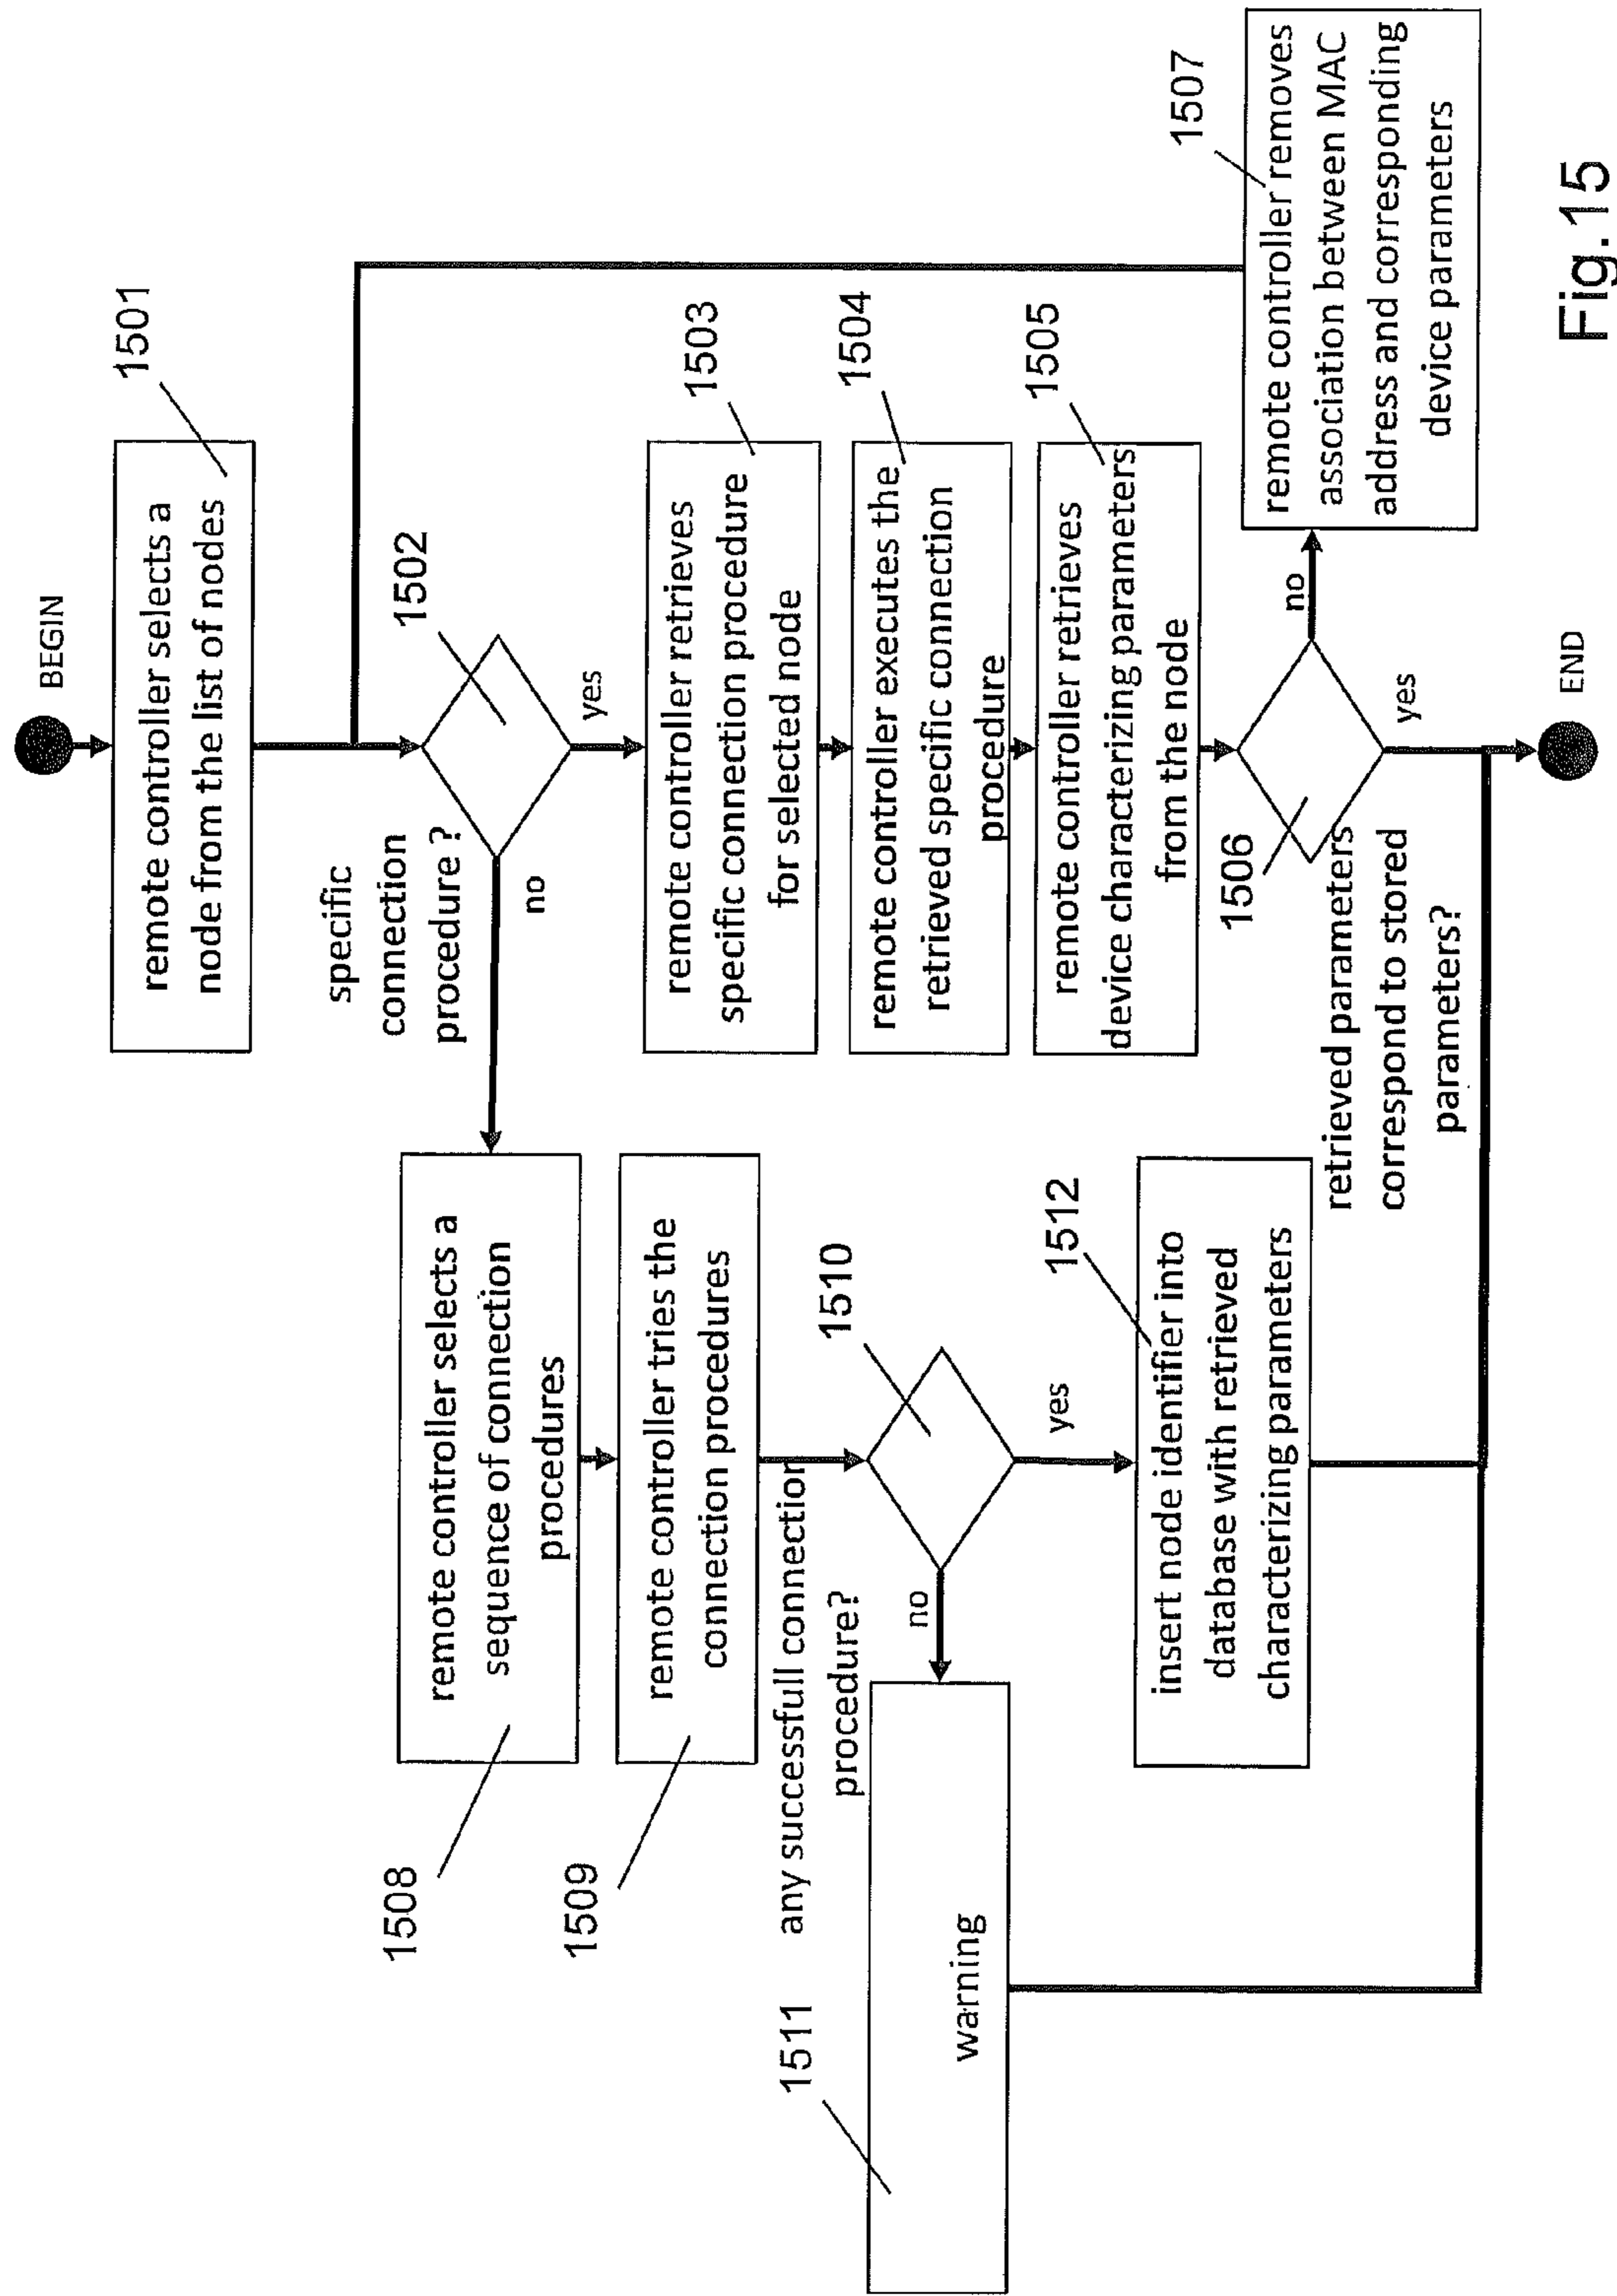 BEGIN
1501
remote controller selects a
node from the list of nodes
1502
specific
connection
procedure ?
yes
no
1503
remote controller retrieves
specific connection procedure
for selected node
1504
remote controller executes the
retrieved specific connection
procedure
1505
remote controller retrieves
device characterizing parameters
from the node
1506
retrieved parameters
correspond to stored
parameters?
no
yes
1507
remote controller removes
association between MAC
address and corresponding
device parameters
END
1508
remote controller selects a
sequence of connection
procedures
1509
remote controller tries the
connection procedures
1510
any successfull connection
procedure?
no
yes
1511
warning
1512
insert node identifier into
database with retrieved
characterizing parameters
Fig.15